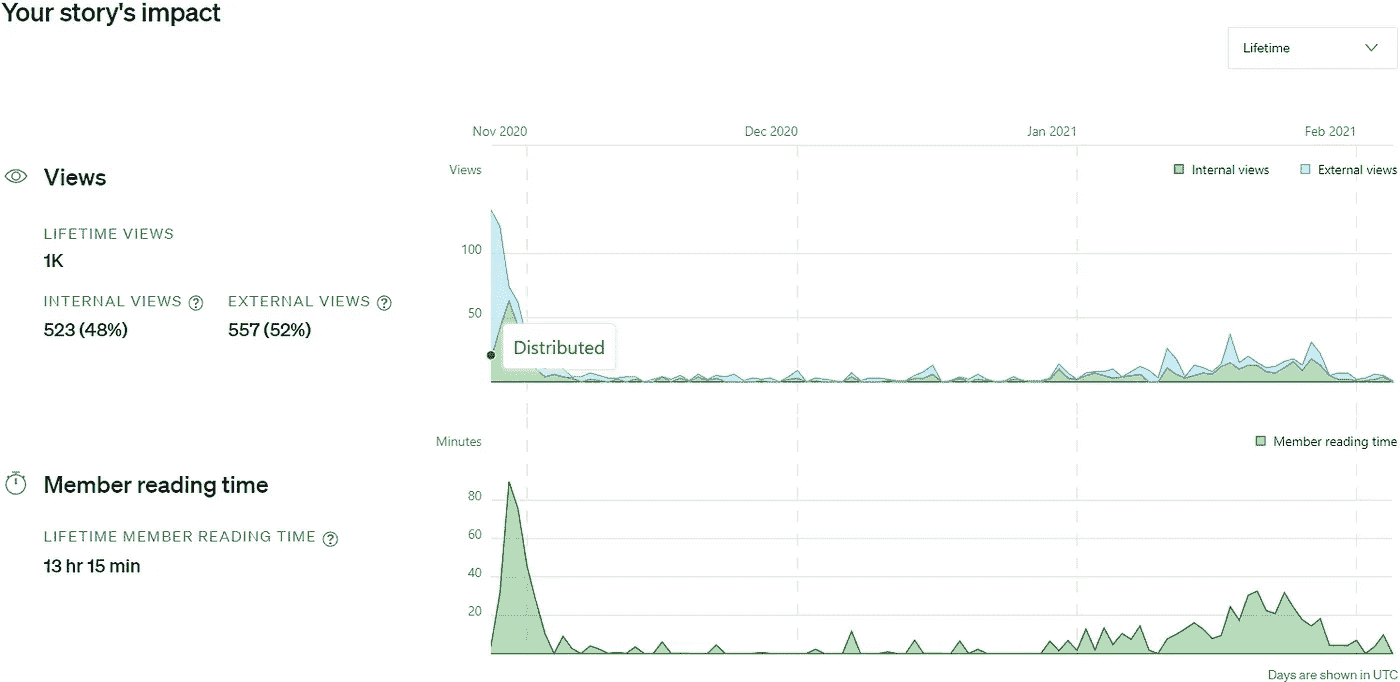 Your story's impact
Lifetime
Nov 2020 Dec 2020 Jan 2021 Feb 2021
Views
Views Internal views External views
LIFETIME VIEWS
1K
INTERNAL VIEWS ? EXTERNAL VIEWS ?
523 (48%) 557 (52%)
100
50
Distributed
Minutes Member reading time
Member reading time
LIFETIME MEMBER READING TIME ?
13 hr 15 min
80
60
40
20
Days are shown in UTC